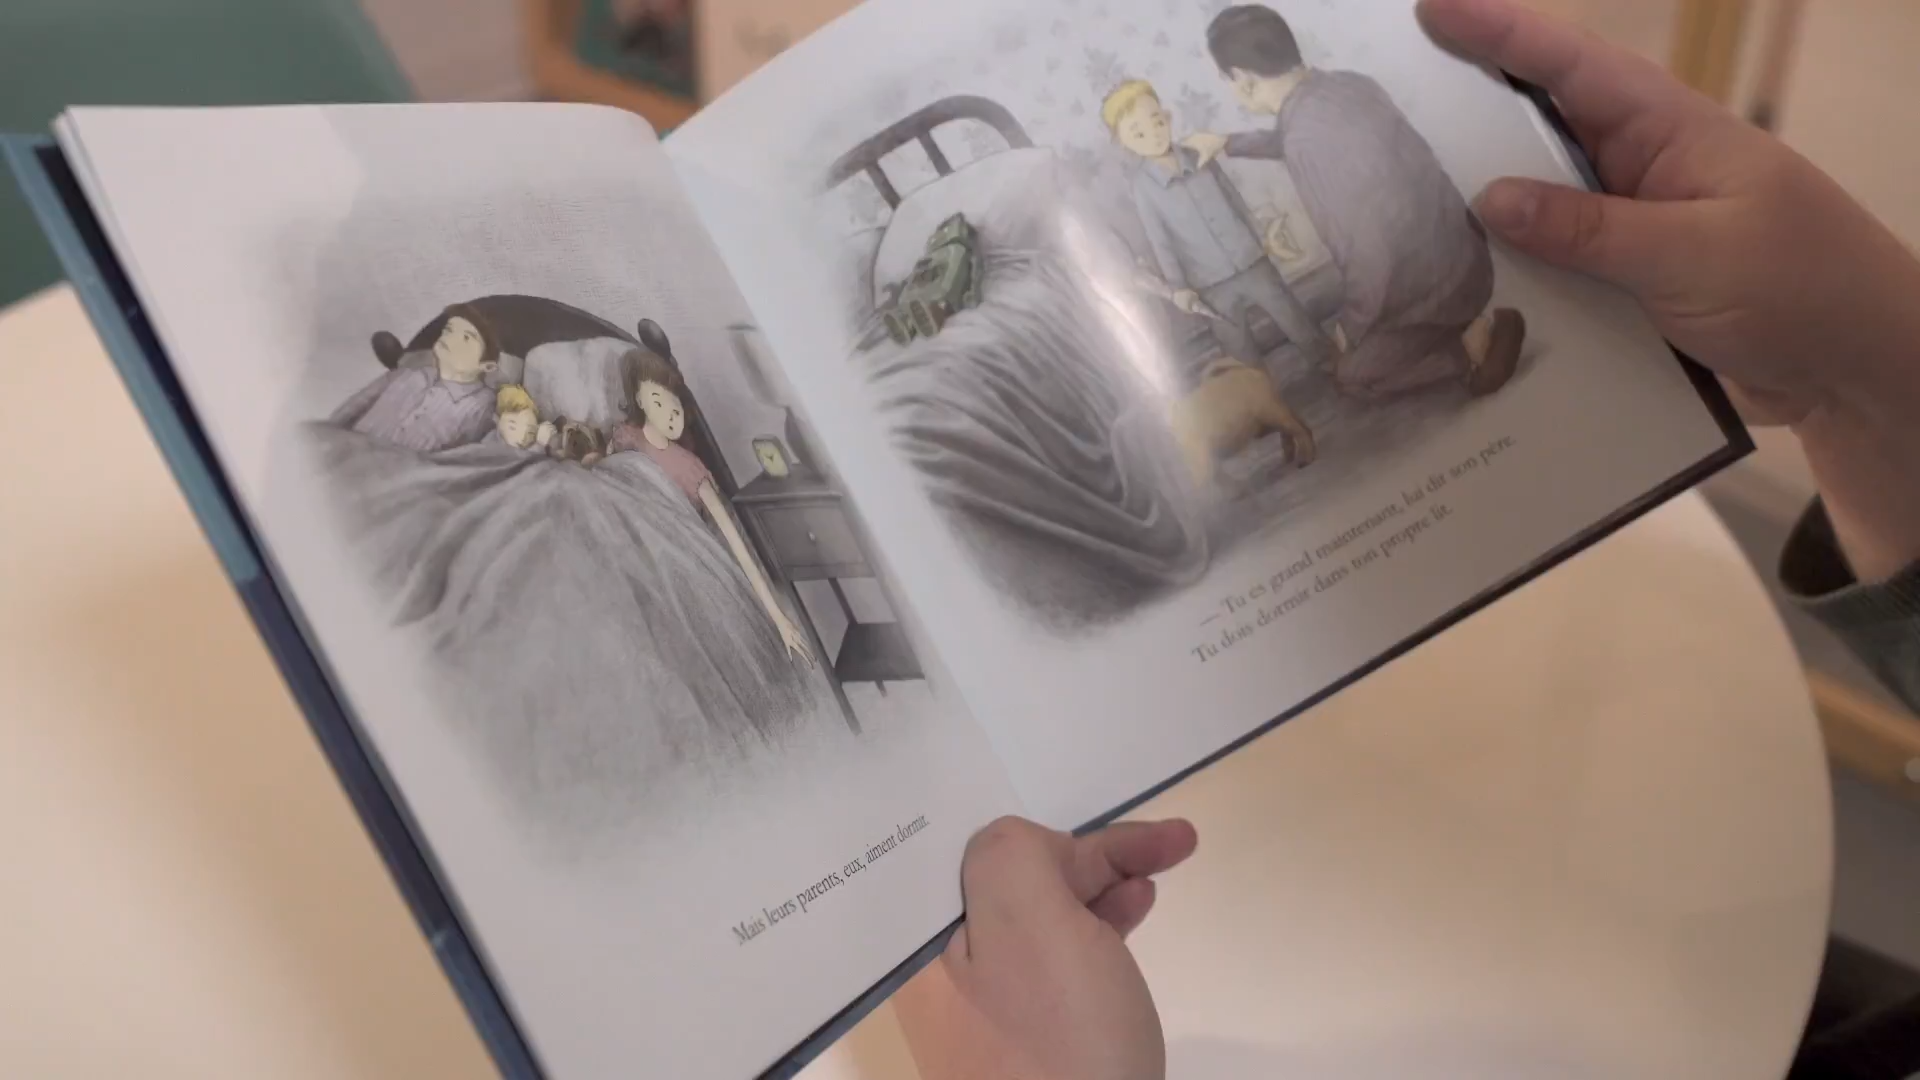 Mais leurs parents, eux, aiment dormir.
— Tu es grand maintenant, lui dit son père.
Tu dois dormir dans ton propre lit.